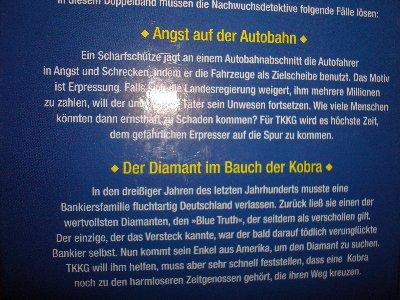 In diesem Doppelband müssen die Nachwuchsdetektive folgende Fälle lösen:
◆ Angst auf der Autobahn ◆
Ein Scharfschütze jagt an einem Autobahnabschnitt die Autofahrer
in Angst und Schrecken, indem er die Fahrzeuge als Zielscheibe benutzt. Das Motiv
ist Erpressung. Falls sich die Landesregierung weigert, ihm mehrere Millionen
zu zahlen, will der Täter sein Unwesen fortsetzen. Wie viele Menschen
könnten dann ernsthaft zu Schaden kommen? Für TKKG wird es höchste Zeit,
dem gefährlichen Erpresser auf die Spur zu kommen.
◆ Der Diamant im Bauch der Kobra ◆
In den dreißiger Jahren des letzten Jahrhunderts musste eine
Bankiersfamilie fluchtartig Deutschland verlassen. Zurück ließ sie einen der
wertvollsten Diamanten, den »Blue Truth«, der seitdem als verschollen gilt.
Der einzige, der das Versteck kannte, war der bald darauf tödlich verunglückte
Bankier selbst. Nun kommt sein Enkel aus Amerika, um den Diamant zu suchen.
TKKG will ihm helfen, muss aber sehr schnell feststellen, dass eine Kobra
noch zu den harmloseren Zeitgenossen gehört, die ihren Weg kreuzen.